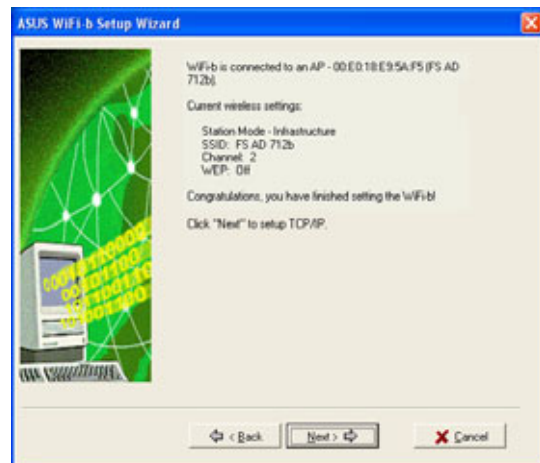 ASUS WiFi-b Setup Wizard
WiFi-b is connected to an AP - 00:E0:18:E9:5A:F5 (FS AD
712b).
Current wireless settings:
Station Mode - Infrastructure
SSID: FS AD 712b
Channel: 2
WEP: Off
Congratulations, you have finished setting the WiFi-b!
Click "Next" to setup TCP/IP.
< Back
Next >
Cancel